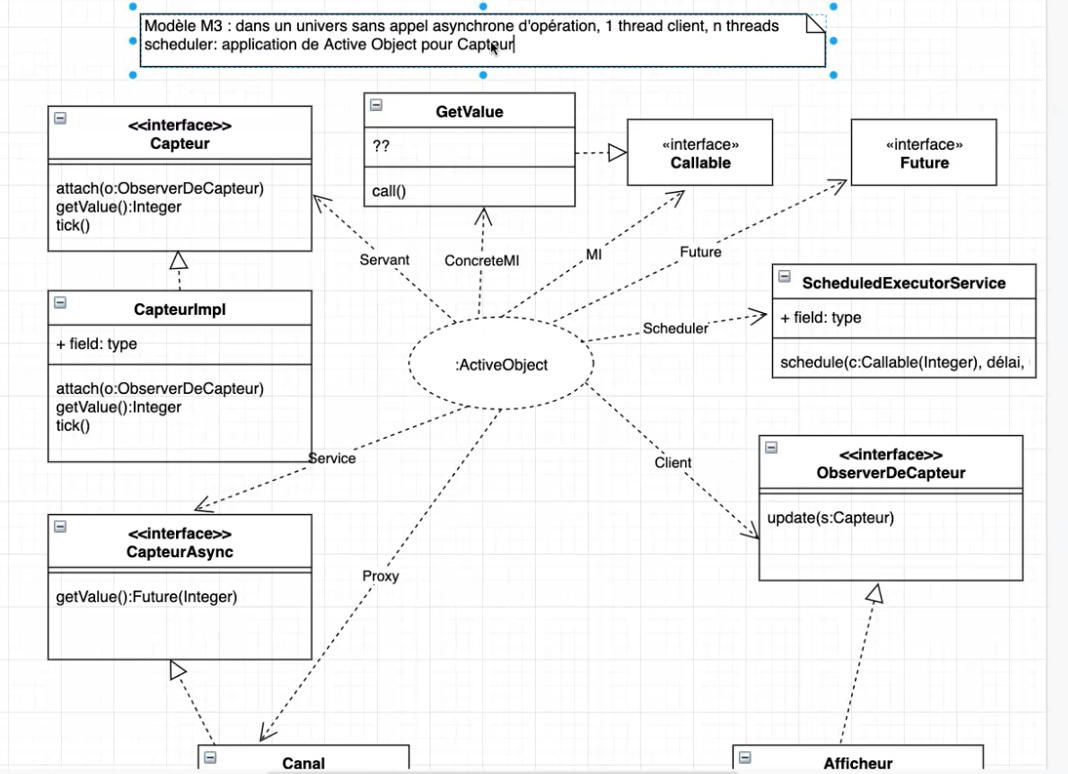 Modèle M3 : dans un univers sans appel asynchrone d'opération, 1 thread client, n threads
scheduler: application de Active Object pour Capteur
<<interface>>
Capteur
attach(o:ObserverDeCapteur)
getValue():Integer
tick()
GetValue
??
call()
«interface»
Callable
«interface»
Future
Servant
ConcreteMI
MI
Future
Scheduler
CapteurImpl
+ field: type
attach(o:ObserverDeCapteur)
getValue():Integer
tick()
:ActiveObject
ScheduledExecutorService
+ field: type
schedule(c:Callable(Integer), délai,
Service
Client
Proxy
<<interface>>
ObserverDeCapteur
update(s:Capteur)
<<interface>>
CapteurAsync
getValue():Future(Integer)
Canal
Afficheur